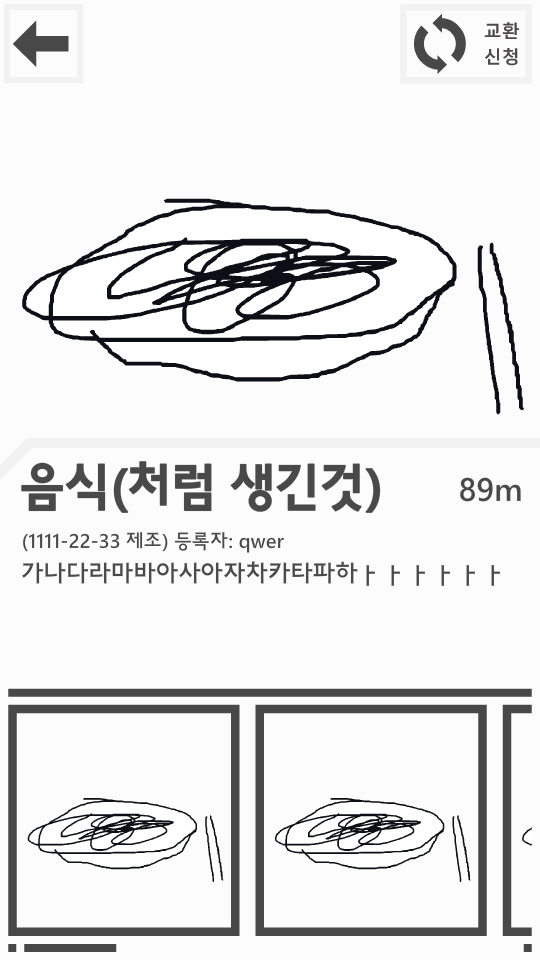 교환
신청
음식(처럼 생긴것)
89m
(1111-22-33 제조) 등록자: qwer
가나다라마바아사아자차카타파하ㅏㅏㅏㅏㅏㅏ